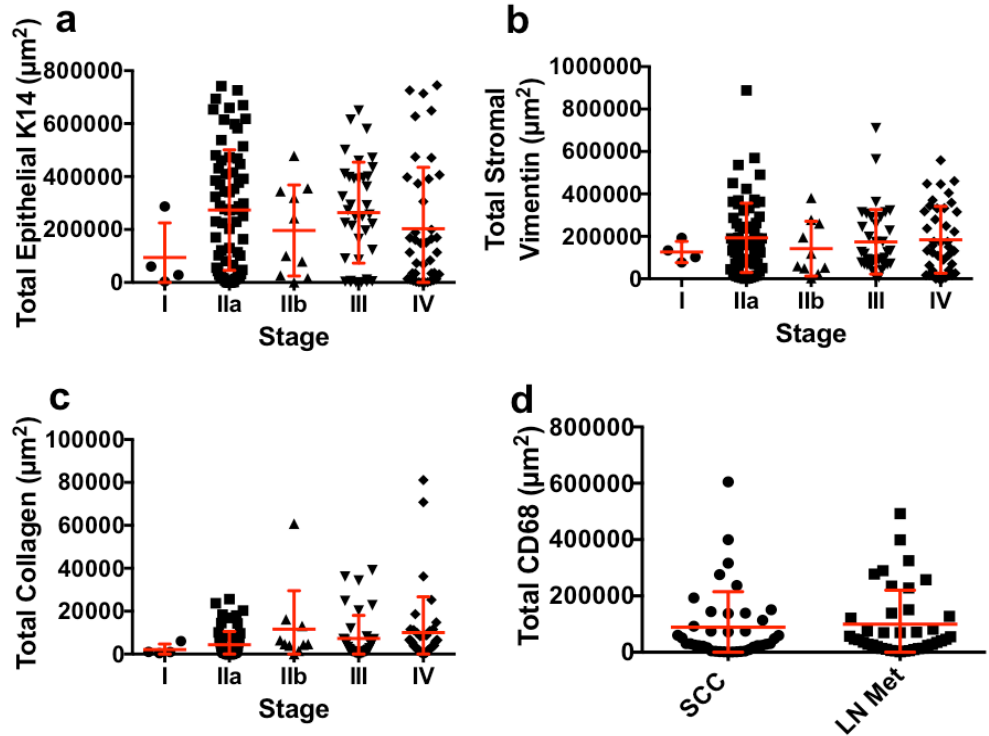 a
Total Epithelial K14 (µm²)
800000
600000
400000
200000
0
I IIa IIb III IV
Stage
b
Total Stromal
Vimentin (µm²)
1000000
800000
600000
400000
200000
0
I IIa IIb III IV
Stage
c
Total Collagen (µm²)
100000
80000
60000
40000
20000
0
I IIa IIb III IV
Stage
d
Total CD68 (µm²)
800000
600000
400000
200000
0
SCC LN Met